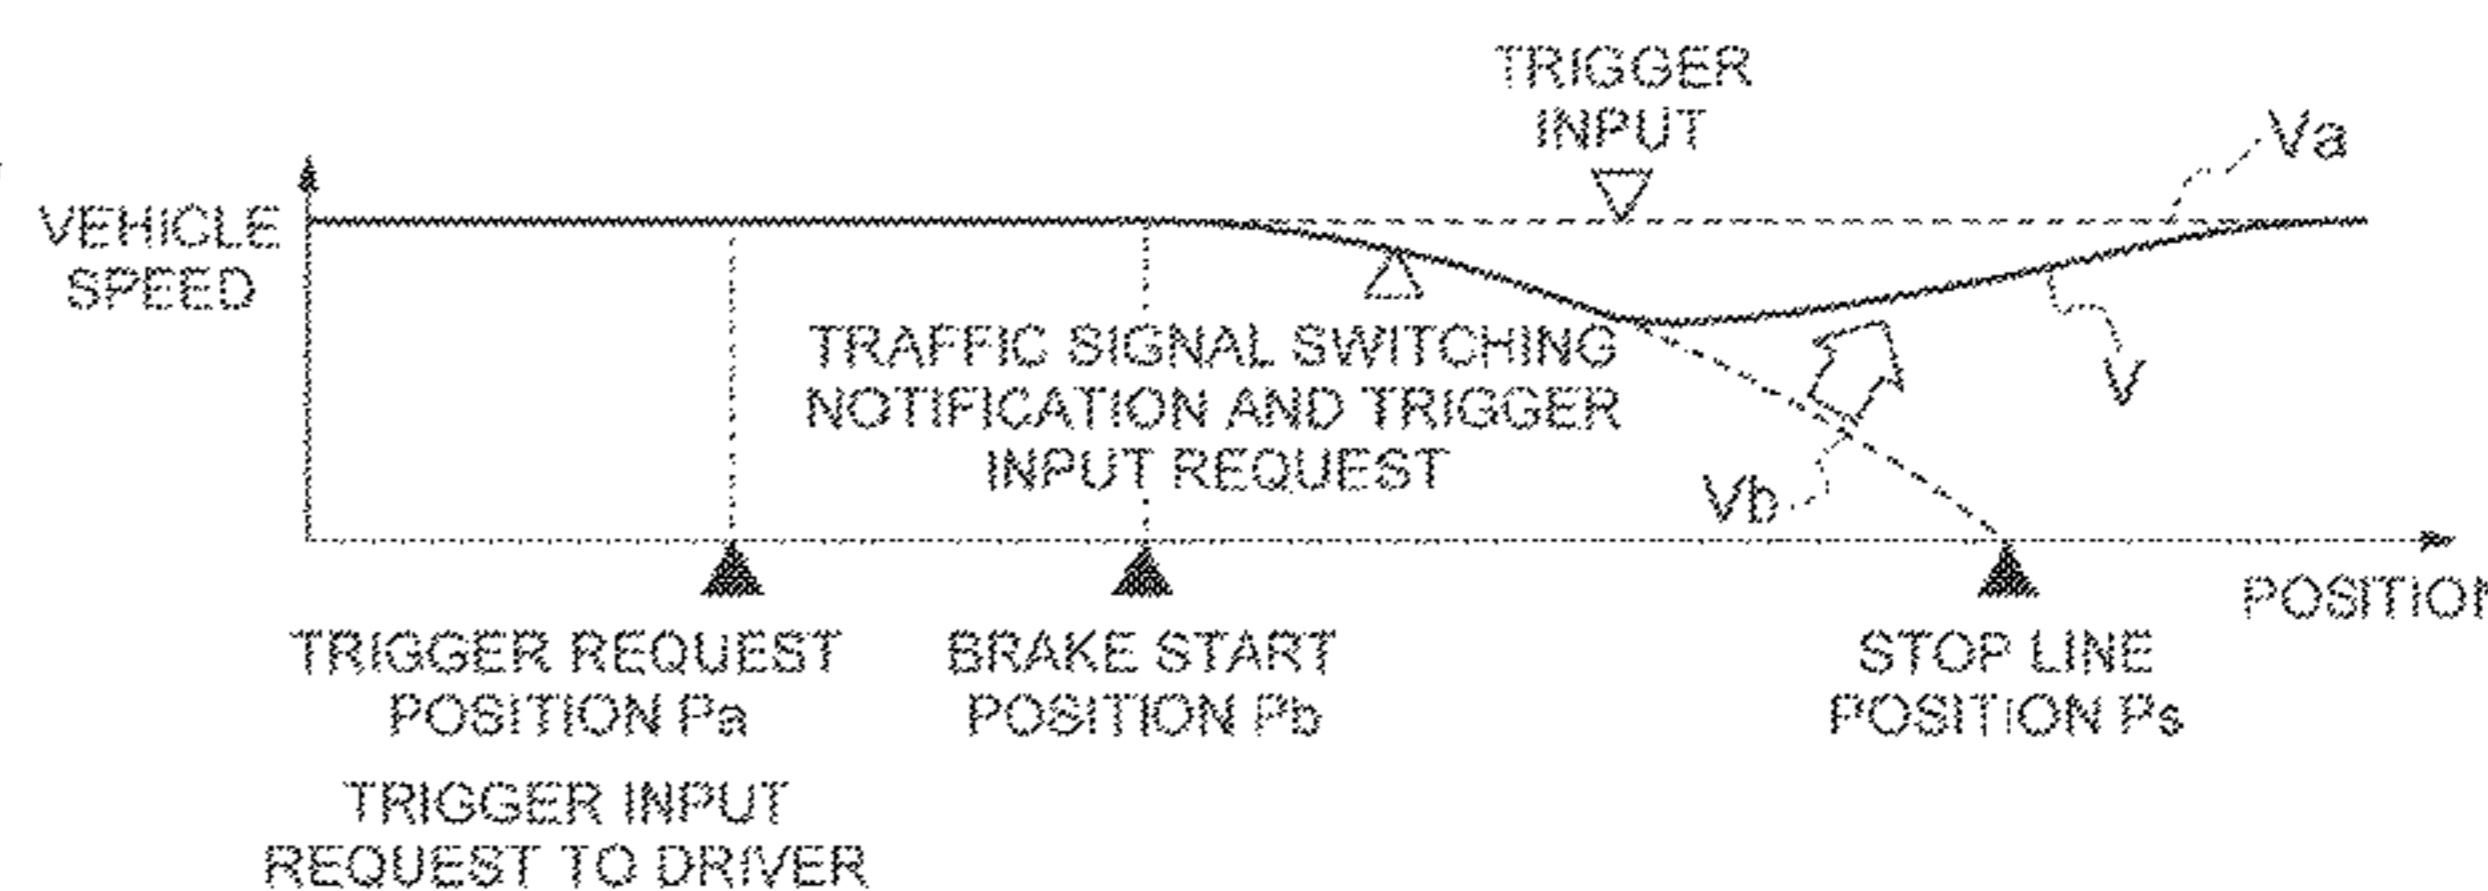 TRIGGER
INPUT
Va
VEHICLE
SPEED
TRAFFIC SIGNAL SWITCHING
NOTIFICATION AND TRIGGER
INPUT REQUEST
V
Vb
POSITION
TRIGGER REQUEST
POSITION Pa
BRAKE START
POSITION Pb
STOP LINE
POSITION Ps
TRIGGER INPUT
REQUEST TO DRIVER